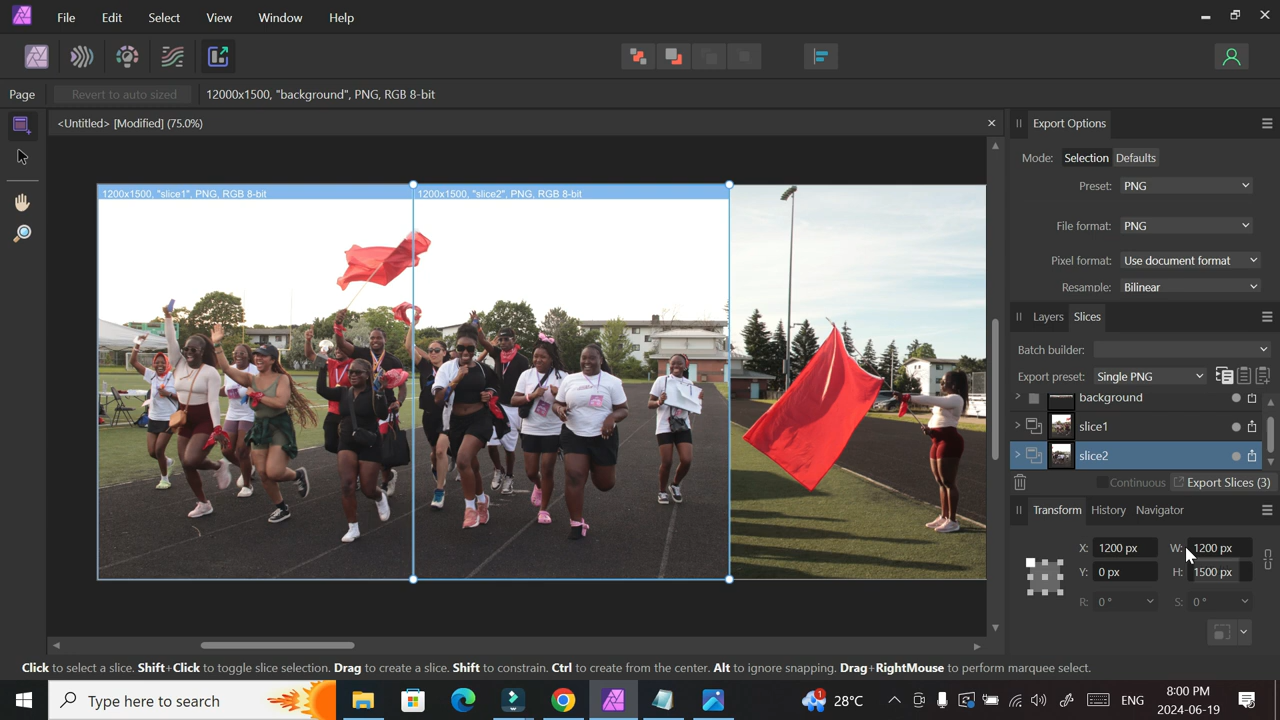 File Edit Select View Window Help
Page Revert to auto sized 12000x1500, "background", PNG, RGB 8-bit
<Untitled> [Modified] (75.0%)
1200x1500, "slice1", PNG, RGB 8-bit
1200x1500, "slice2", PNG, RGB 8-bit
Export Options
Mode: Selection Defaults
Preset: PNG
File format: PNG
Pixel format: Use document format
Resample: Bilinear
Layers Slices
Batch builder:
Export preset: Single PNG
background
slice1
slice2
Continuous Export Slices (3)
Transform History Navigator
X: 1200 px W: 1200 px
Y: 0 px H: 1500 px
R: 0 ° S: 0 °
Click to select a slice. Shift+Click to toggle slice selection. Drag to create a slice. Shift to constrain. Ctrl to create from the center. Alt to ignore snapping. Drag+RightMouse to perform marquee select.
Type here to search
1
28°C
ENG
8:00 PM
2024-06-19